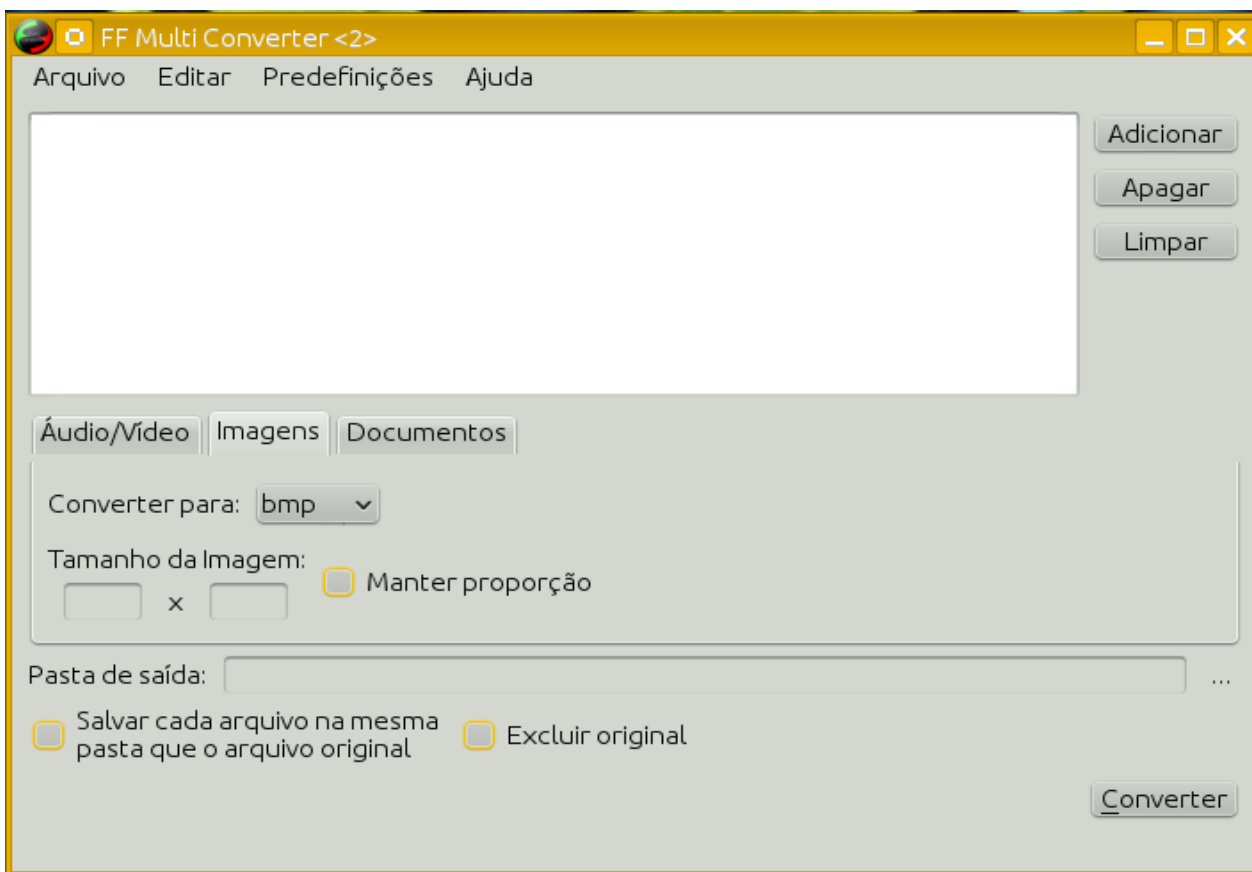 FF Multi Converter <2>
Arquivo Editar Predefinições Ajuda
Adicionar
Apagar
Limpar
Áudio/Vídeo Imagens Documentos
Converter para: bmp
Tamanho da Imagem:
x
Manter proporção
Pasta de saída: ...
Salvar cada arquivo na mesma
pasta que o arquivo original
Excluir original
Converter